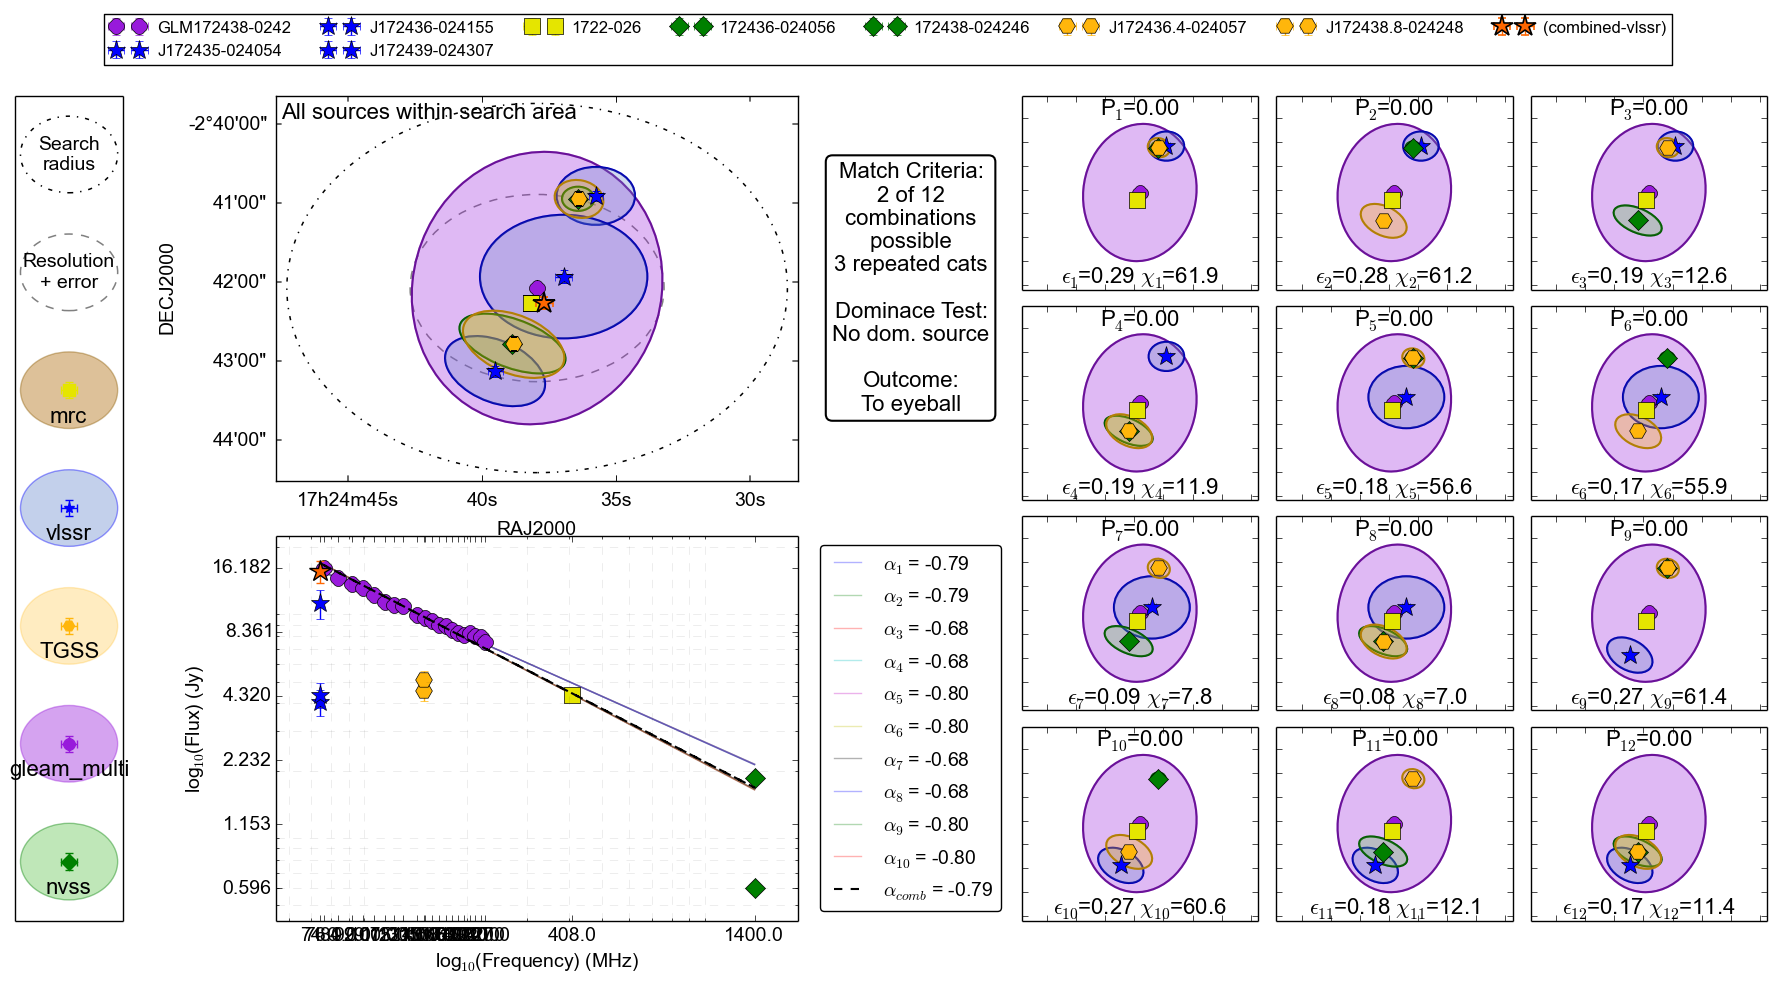 GLM172438-0242
J172436-024155
1722-026
172436-024056
172438-024246
J172436.4-024057
J172438.8-024248
(combined-vlssr)
J172435-024054
J172439-024307
Search
radius
Resolution
+ error
mrc
vlssr
TGSS
gleam_multi
nvss
All sources within search area
DECJ2000
-2°40'00"
41'00"
42'00"
43'00"
44'00"
17h24m45s
40s
35s
30s
RAJ2000
Match Criteria:
2 of 12
combinations
possible
3 repeated cats
Dominace Test:
No dom. source
Outcome:
To eyeball
log10(Flux) (Jy)
16.182
8.361
4.320
2.232
1.153
0.596
408.0
1400.0
log10(Frequency) (MHz)
α1 = -0.79
α2 = -0.79
α3 = -0.68
α4 = -0.68
α5 = -0.80
α6 = -0.80
α7 = -0.68
α8 = -0.68
α9 = -0.80
α10 = -0.80
αcomb = -0.79
P1=0.00
ϵ1=0.29 χ1=61.9
P2=0.00
ϵ2=0.28 χ2=61.2
P3=0.00
ϵ3=0.19 χ3=12.6
P4=0.00
ϵ4=0.19 χ4=11.9
P5=0.00
ϵ5=0.18 χ5=56.6
P6=0.00
ϵ6=0.17 χ6=55.9
P7=0.00
ϵ7=0.09 χ7=7.8
P8=0.00
ϵ8=0.08 χ8=7.0
P9=0.00
ϵ9=0.27 χ9=61.4
P10=0.00
ϵ10=0.27 χ10=60.6
P11=0.00
ϵ11=0.18 χ11=12.1
P12=0.00
ϵ12=0.17 χ12=11.4